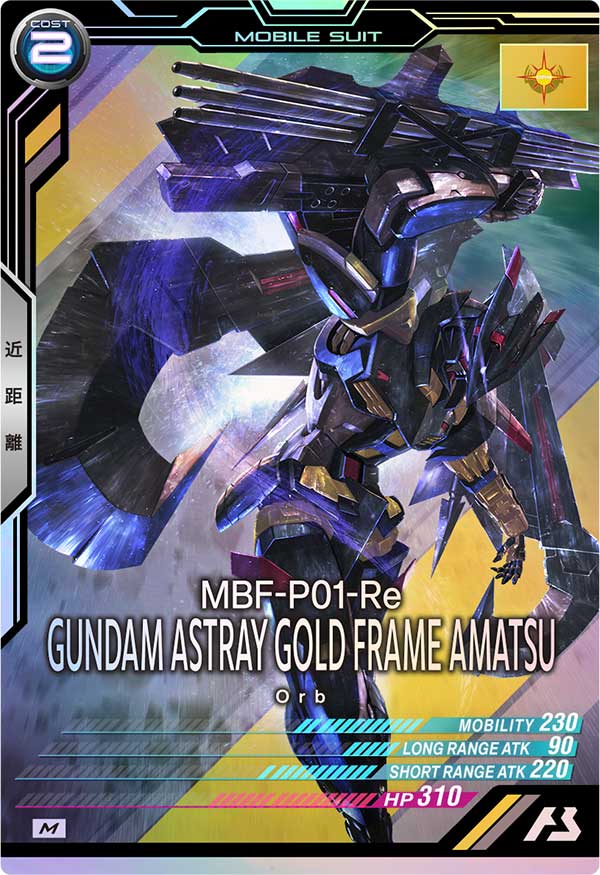 COST
2
MOBILE SUIT
近距離
MBF-P01-Re
GUNDAM ASTRAY GOLD FRAME AMATSU
Orb
MOBILITY 230
LONG RANGE ATK 90
SHORT RANGE ATK 220
HP 310
M